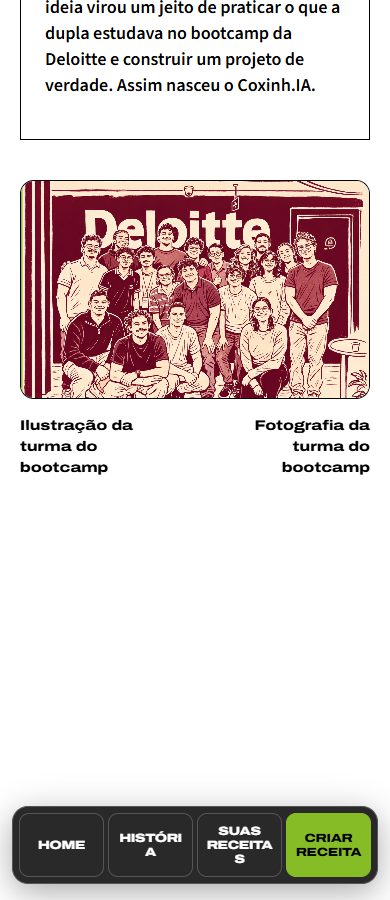 ideia virou um jeito de praticar o que a
dupla estudava no bootcamp da
Deloitte e construir um projeto de
verdade. Assim nasceu o Coxinh.IA.
Deloitte
Ilustração da
turma do
bootcamp
Fotografia da
turma do
bootcamp
HOME
HISTÓRI
A
SUAS
RECEITA
S
CRIAR
RECEITA